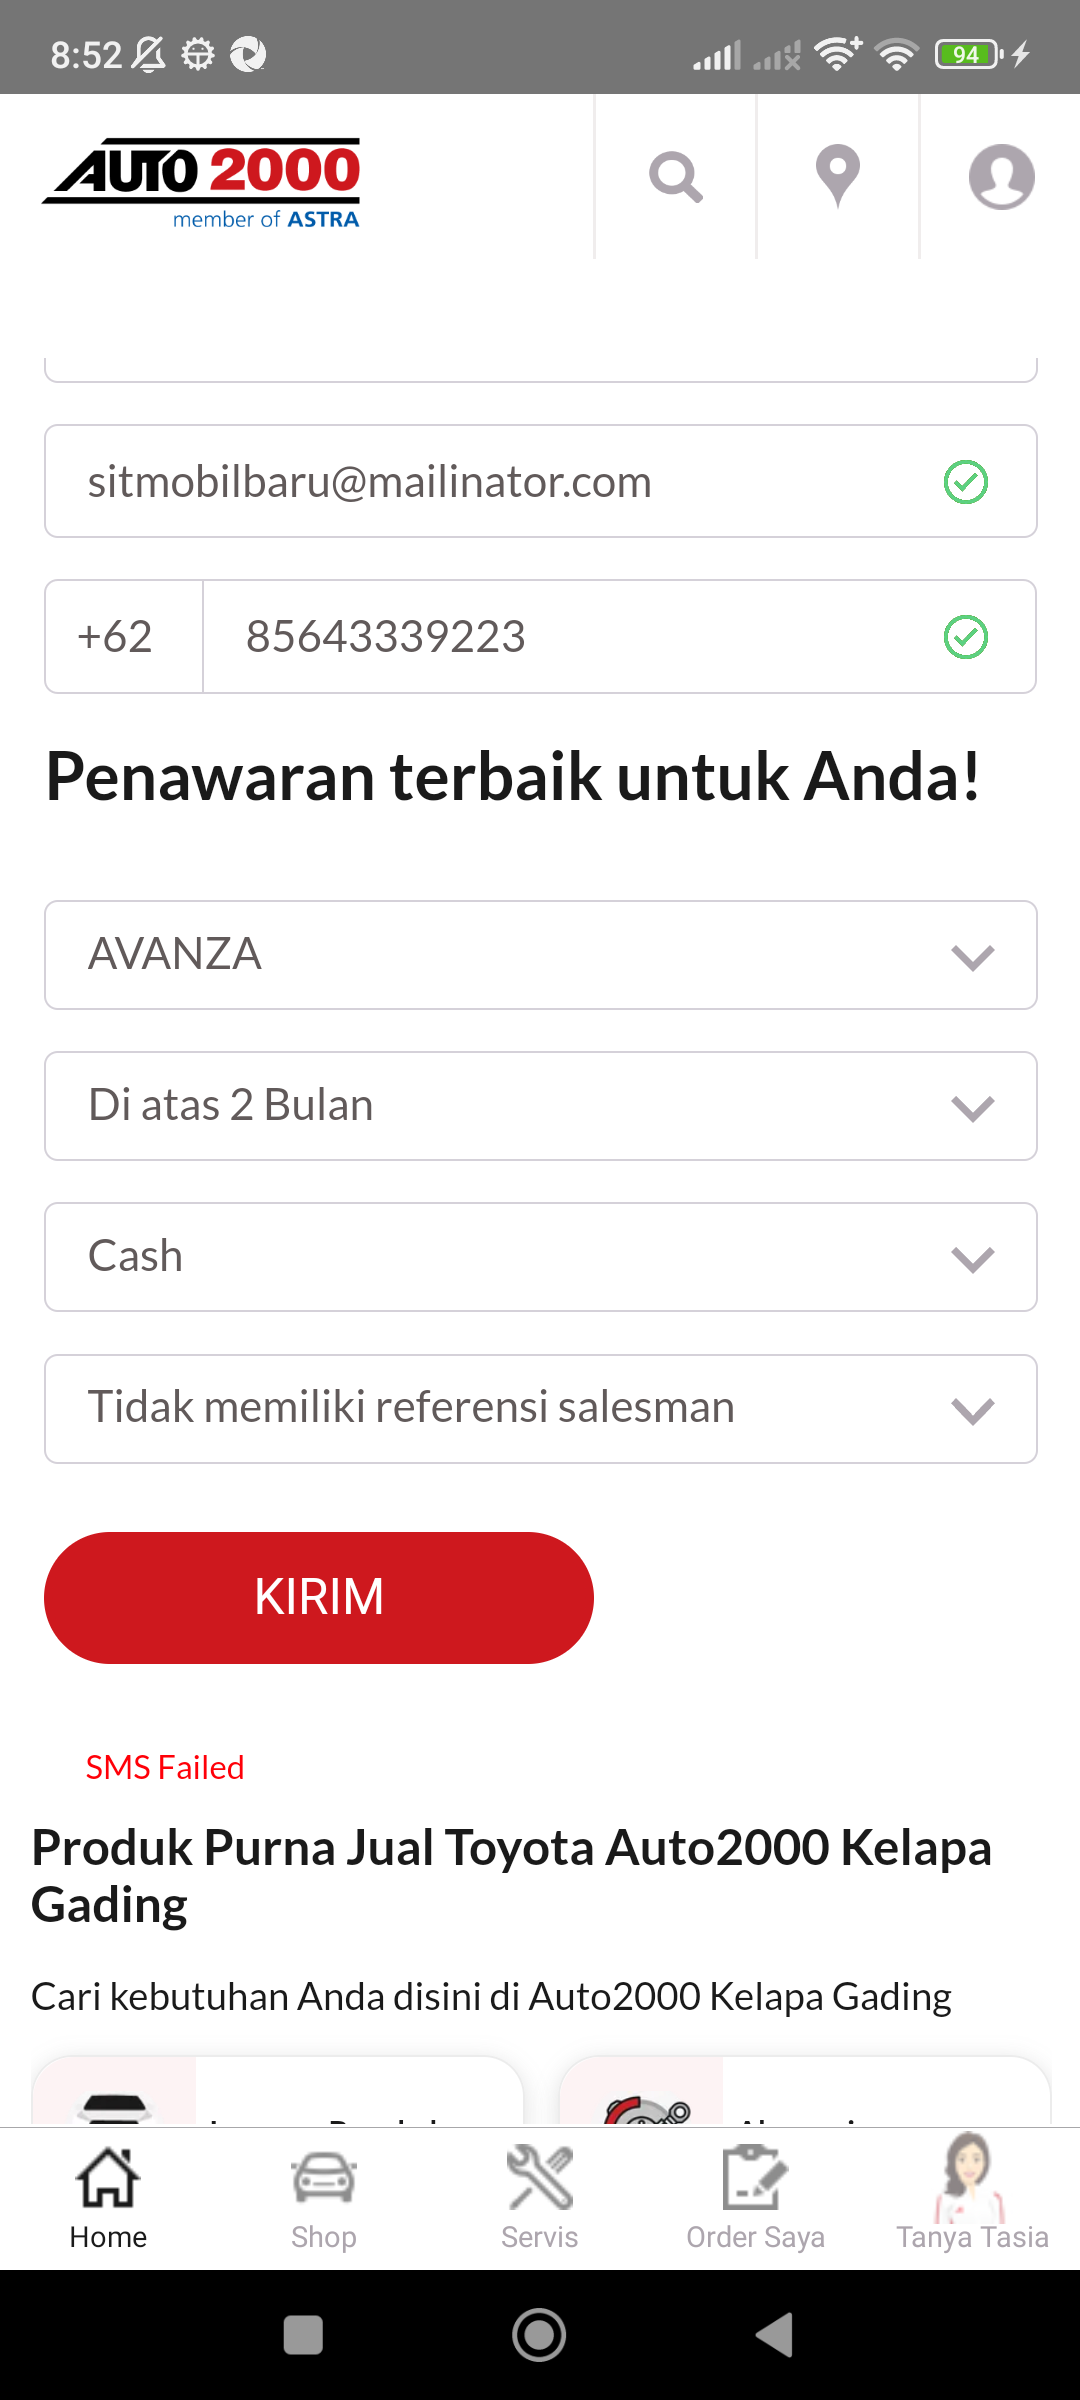 8:52
94
AUTO 2000
member of ASTRA
sitmobilbaru@mailinator.com
+62 85643339223
Penawaran terbaik untuk Anda!
AVANZA
Di atas 2 Bulan
Cash
Tidak memiliki referensi salesman
KIRIM
SMS Failed
Produk Purna Jual Toyota Auto2000 Kelapa
Gading
Cari kebutuhan Anda disini di Auto2000 Kelapa Gading
Home Shop Servis Order Saya Tanya Tasia